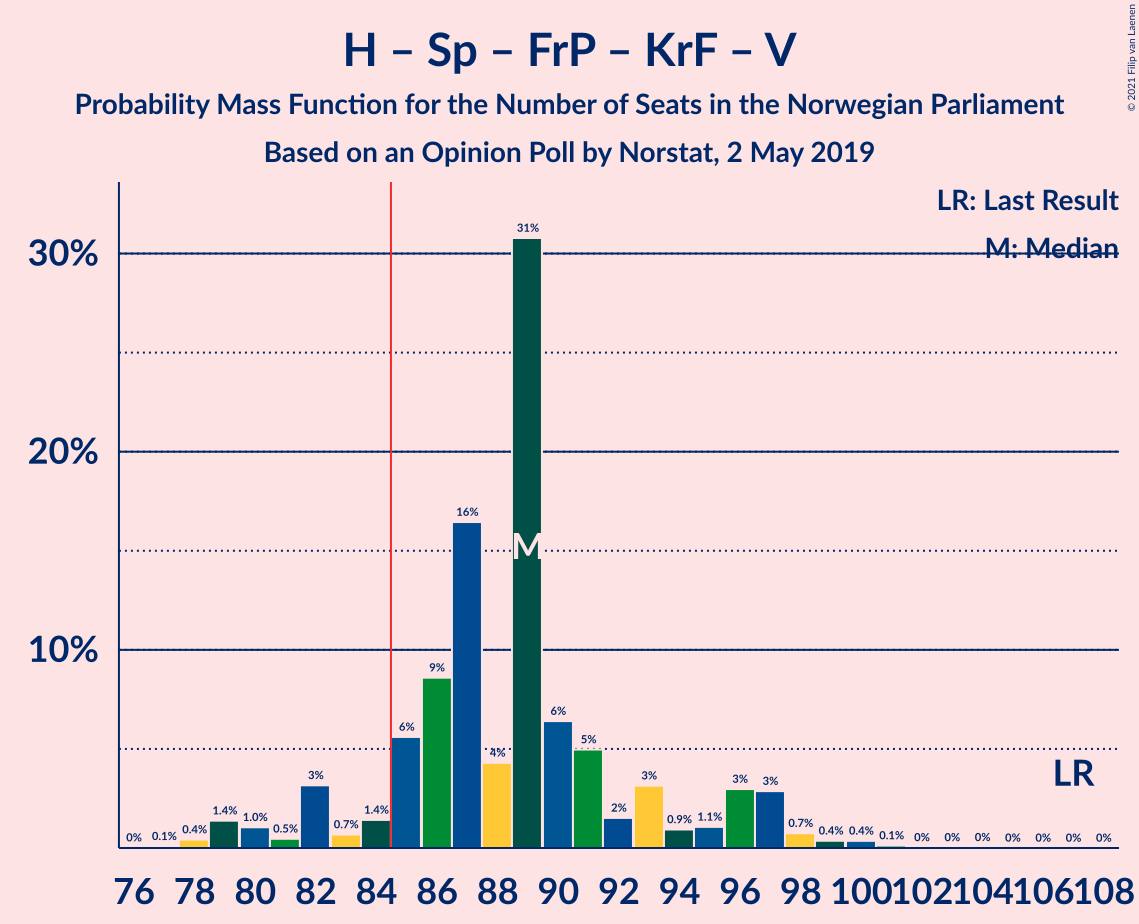 H – Sp – FrP – KrF – V
Probability Mass Function for the Number of Seats in the Norwegian Parliament
Based on an Opinion Poll by Norstat, 2 May 2019
© 2021 Filip van Laenen
LR: Last Result
M: Median
30%
20%
10%
0% 0.1% 0.4% 1.4% 1.0% 0.5% 3% 0.7% 1.4% 6% 9% 16% 4% 31% 6% 5% 2% 3% 0.9% 1.1% 3% 3% 0.7% 0.4% 0.4% 0.1% 0% 0% 0% 0% 0% 0% 0%
M
LR
76 78 80 82 84 86 88 90 92 94 96 98 100 102 104 106 108